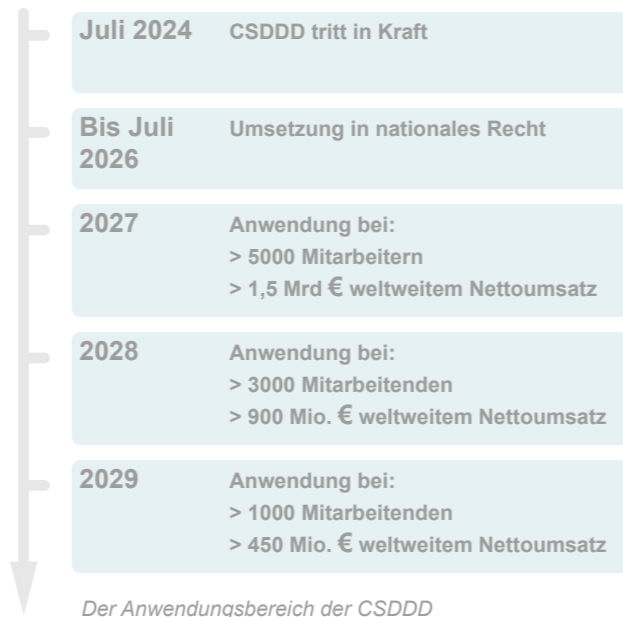 Juli 2024 CSDDD tritt in Kraft
Bis Juli Umsetzung in nationales Recht
2026
2027 Anwendung bei:
> 5000 Mitarbeitern
> 1,5 Mrd € weltweitem Nettoumsatz
2028 Anwendung bei:
> 3000 Mitarbeitenden
> 900 Mio. € weltweitem Nettoumsatz
2029 Anwendung bei:
> 1000 Mitarbeitenden
> 450 Mio. € weltweitem Nettoumsatz
Der Anwendungsbereich der CSDDD